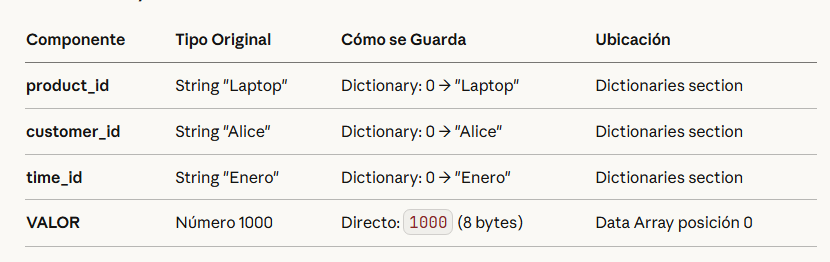 Componente Tipo Original Cómo se Guarda Ubicación
product_id String "Laptop" Dictionary: 0 → "Laptop" Dictionaries section
customer_id String "Alice" Dictionary: 0 → "Alice" Dictionaries section
time_id String "Enero" Dictionary: 0 → "Enero" Dictionaries section
VALOR Número 1000 Directo: 1000 (8 bytes) Data Array posición 0